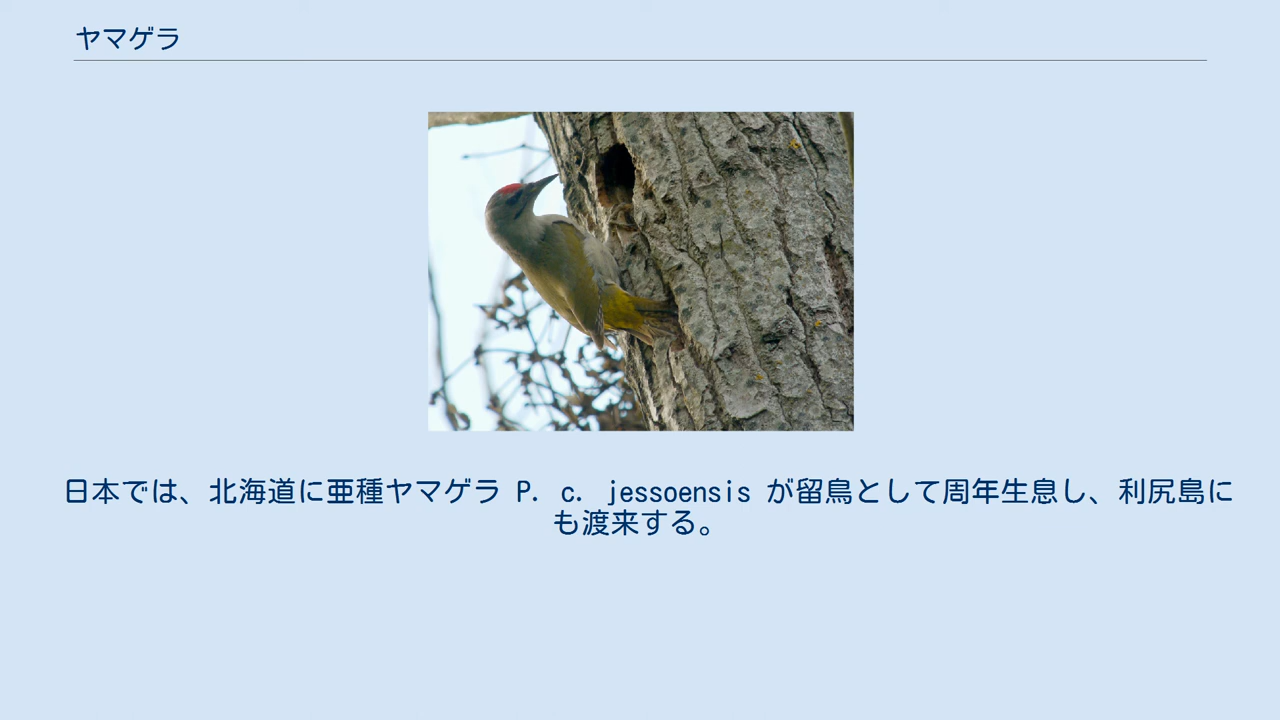 ヤマゲラ
日本では、北海道に亜種ヤマゲラ P. c. jessoensis が留鳥として周年生息し、利尻島に
も渡来する。